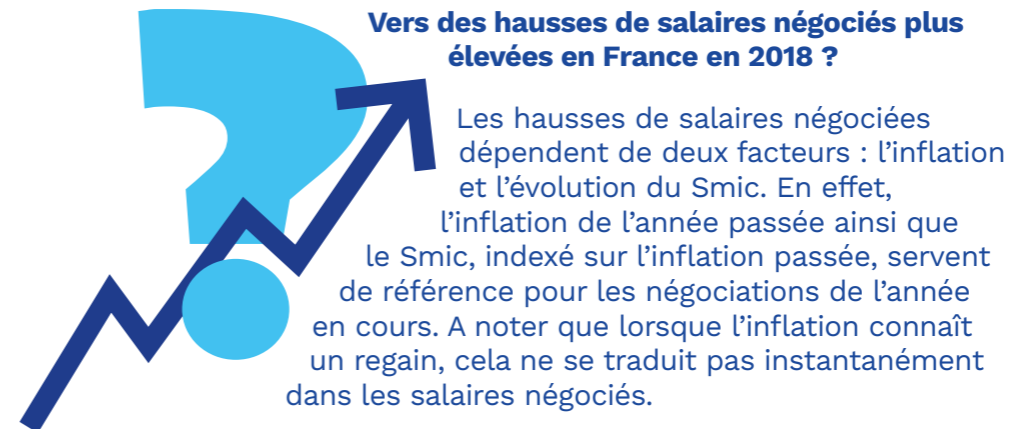 Vers des hausses de salaires négociés plus
élevées en France en 2018 ?
Les hausses de salaires négociées
dépendent de deux facteurs : l’inflation
et l’évolution du Smic. En effet,
l’inflation de l’année passée ainsi que
le Smic, indexé sur l’inflation passée, servent
de référence pour les négociations de l’année
en cours. A noter que lorsque l’inflation connaît
un regain, cela ne se traduit pas instantanément
dans les salaires négociés.